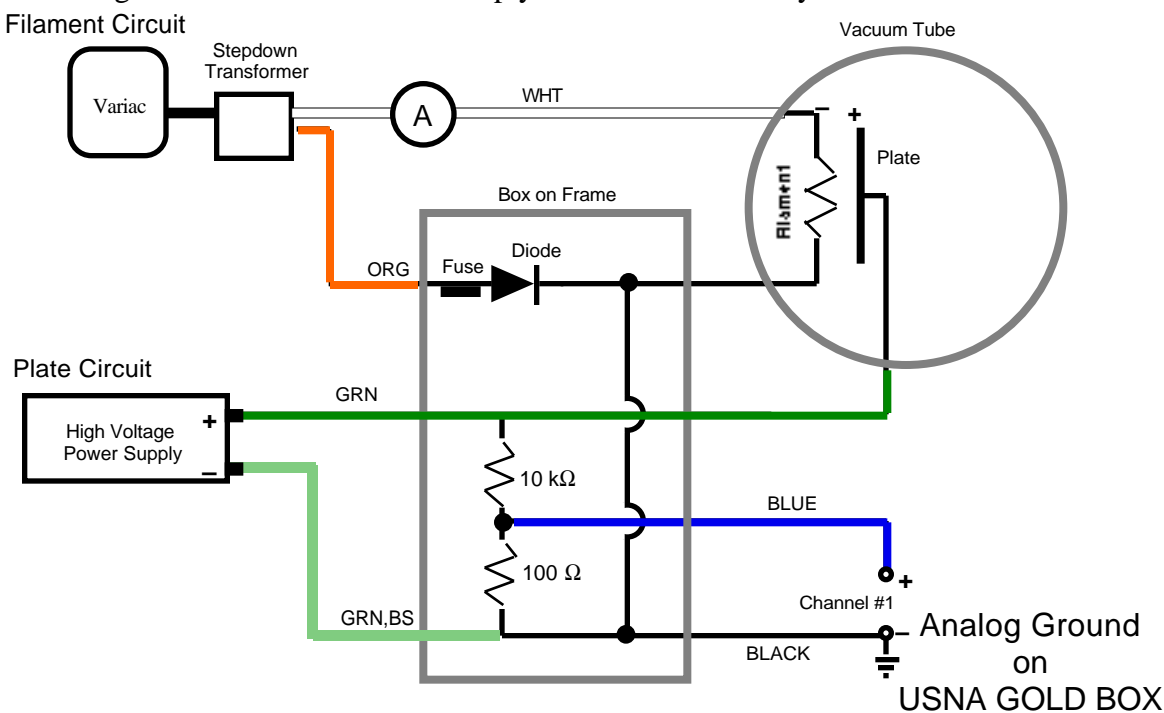 Filament Circuit
Vacuum Tube
Stepdown
Transformer
Variac
A
WHT
−
+
Plate
Box on Frame
Diode
Fuse
ORG
Plate Circuit
GRN
+
High Voltage
Power Supply
−
10 kΩ
BLUE
100 Ω
+
Channel #1
GRN,BS
− Analog Ground
on
USNA GOLD BOX
BLACK